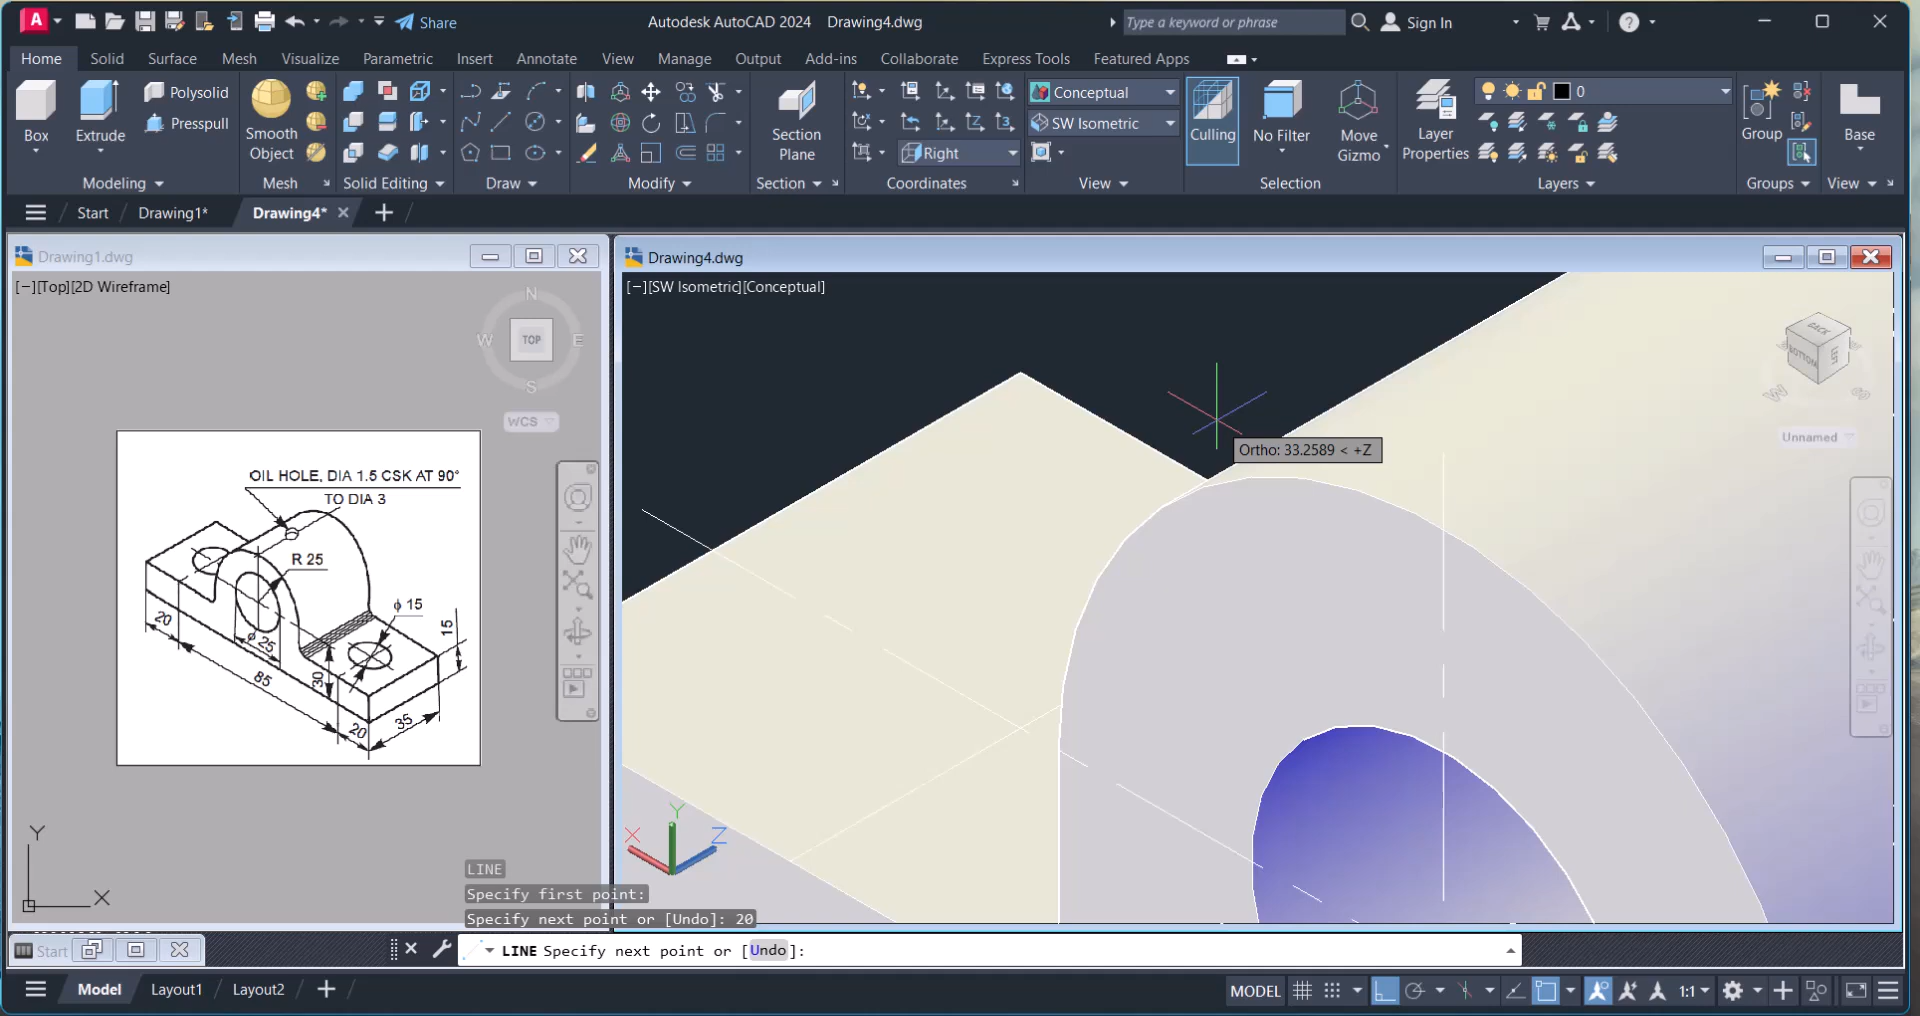 A
Share
Autodesk AutoCAD 2024 Drawing4.dwg
Type a keyword or phrase
Sign In
?
Home Solid Surface Mesh Visualize Parametric Insert Annotate View Manage Output Add-ins Collaborate Express Tools Featured Apps
Box
Extrude
Polysolid
Presspull
Smooth
Object
Section
Plane
Conceptual
SW Isometric
Right
Culling
No Filter
Move
Gizmo
Layer
Properties
0
Group
Base
Modeling Mesh Solid Editing Draw Modify Section Coordinates View Selection Layers Groups View
Start Drawing1* Drawing4*
Drawing1.dwg
[−][Top][2D Wireframe]
N
W
TOP
E
S
WCS
OIL HOLE, DIA 1.5 CSK AT 90°
TO DIA 3
R 25
ϕ 15
15
20
ϕ 25
85
30
20
35
Y
X
Drawing4.dwg
[−][SW Isometric][Conceptual]
BACK
BOTTOM
LEFT
W
Unnamed
Ortho: 33.2589 < +Z
X
Y
Z
LINE
Specify first point:
Specify next point or [Undo]: 20
Start
LINE Specify next point or [Undo]:
Model Layout1 Layout2
MODEL
1:1